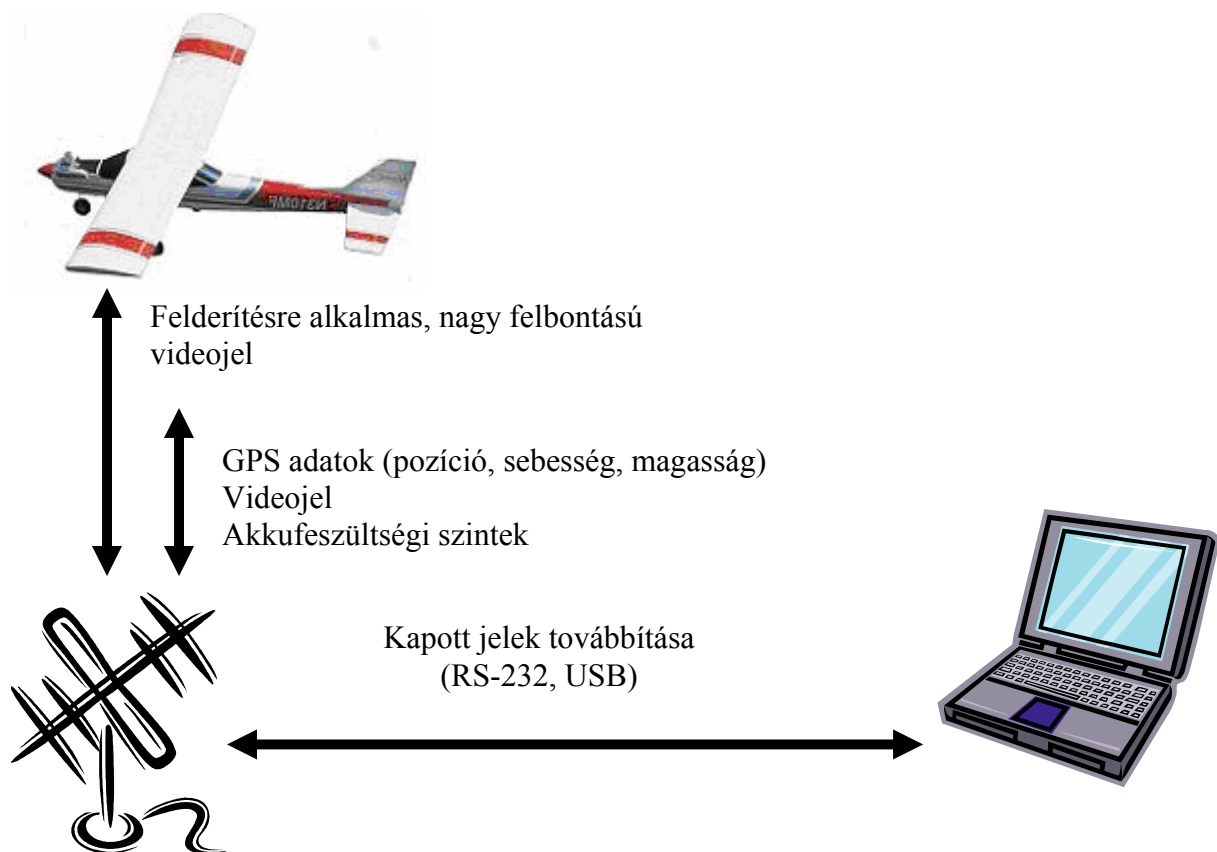 N310MF
Felderítésre alkalmas, nagy felbontású
videojel
GPS adatok (pozíció, sebesség, magasság)
Videojel
Akkufeszültségi szintek
Kapott jelek továbbítása
(RS-232, USB)